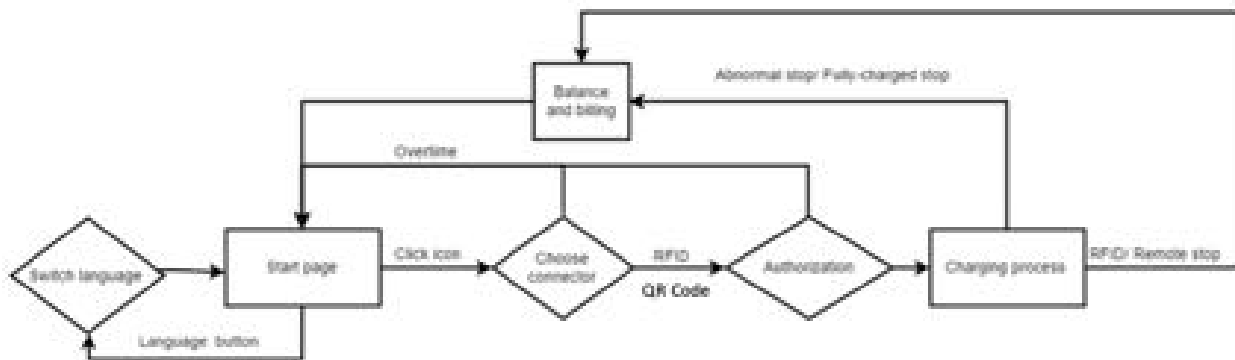 Abnormal stop/ Fully-charged stop
Balance
and billing
Overtime
Switch language
Start page
Click icon
Choose
connector
RFID
QR Code
Authorization
Charging process
RFID/ Remote stop
Language button